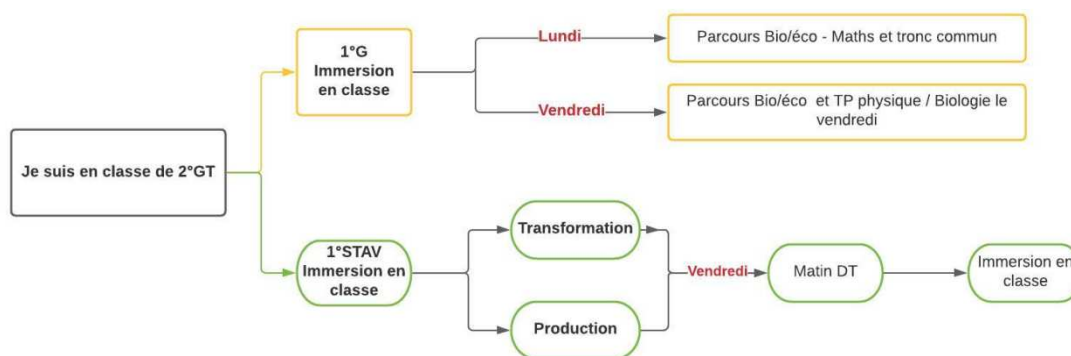 Je suis en classe de 2°GT
1°G
Immersion
en classe
Lundi
Parcours Bio/éco - Maths et tronc commun
Vendredi
Parcours Bio/éco et TP physique / Biologie le
vendredi
1°STAV
Immersion en
classe
Transformation
Production
Vendredi
Matin DT
Immersion en
classe